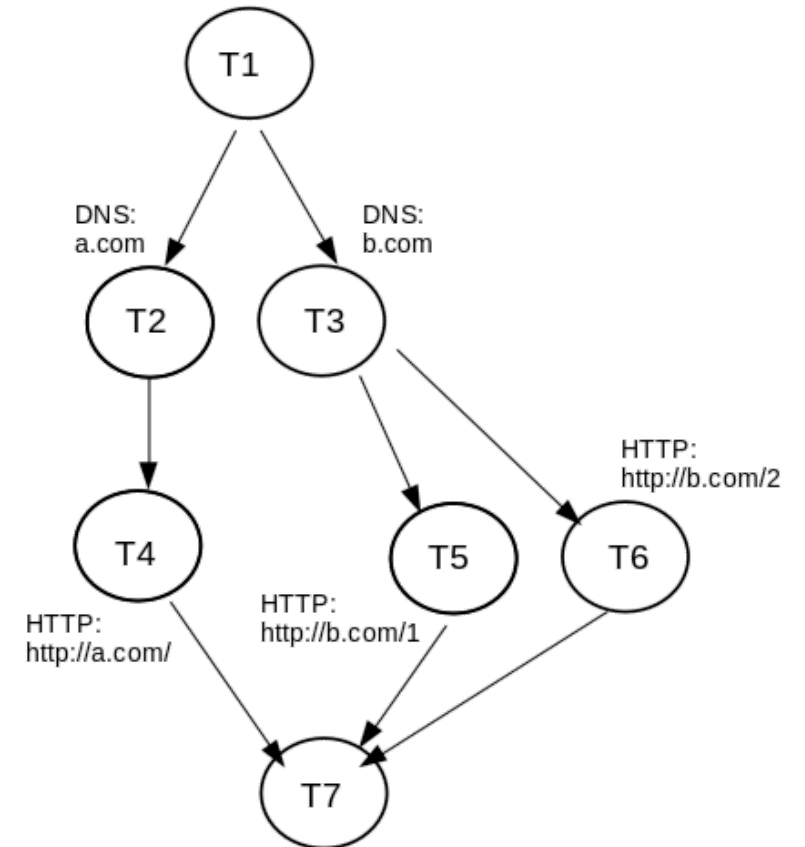 T1
DNS:
a.com
DNS:
b.com
T2
T3
HTTP:
http://b.com/2
T4
T5
T6
HTTP:
http://a.com/
HTTP:
http://b.com/1
T7